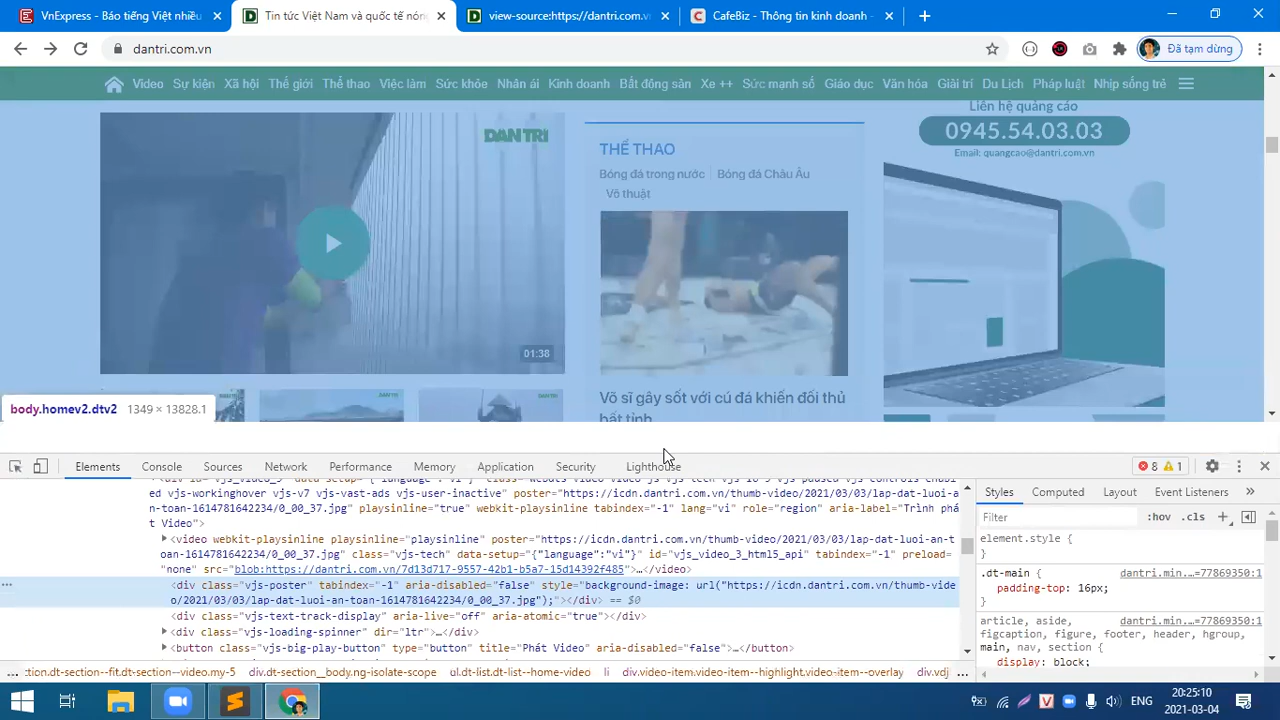 VnExpress - Báo tiếng Việt nhiều
Tin tức Việt Nam và quốc tế nóng
view-source:https://dantri.com.vn
CafeBiz - Thông tin kinh doanh -
dantri.com.vn
Đã tạm dừng
Video Sự kiện Xã hội Thế giới Thể thao Việc làm Sức khỏe Nhân ái Kinh doanh Bất động sản Xe ++ Sức mạnh số Giáo dục Văn hóa Giải trí Du Lịch Pháp luật Nhịp sống trẻ
DANTRI
01:38
THỂ THAO
Bóng đá trong nước
Bóng đá Châu Âu
Võ thuật
Võ sĩ gây sốt với cú đá khiến đối thủ
bất tỉnh
Liên hệ quảng cáo
0945.54.03.03
Email: quangcao@dantri.com.vn
body.homev2.dtv2 1349 × 13828.1
Elements Console Sources Network Performance Memory Application Security Lighthouse
8 1
ed vjs-workinghover vjs-v7 vjs-vast-ads vjs-user-inactive" poster="https://icdn.dantri.com.vn/thumb-video/2021/03/03/lap-dat-luoi-an-
toan-1614781642234/0_00_37.jpg" playsinline="true" webkit-playsinline tabindex="-1" lang="vi" role="region" aria-label="Trình phá
t Video">
<video webkit-playsinline playsinline="playsinline" poster="https://icdn.dantri.com.vn/thumb-video/2021/03/03/lap-dat-luoi-an-t
oan-1614781642234/0_00_37.jpg" class="vjs-tech" data-setup="{"language":"vi"}" id="vjs_video_3_html5_api" tabindex="-1" preload=
"none" src="blob:https://dantri.com.vn/7d13d717-9557-42b1-b5a7-15d14392f485">…</video>
<div class="vjs-poster" tabindex="-1" aria-disabled="false" style="background-image: url("https://icdn.dantri.com.vn/thumb-vide
o/2021/03/03/lap-dat-luoi-an-toan-1614781642234/0_00_37.jpg");"></div> == $0
<div class="vjs-text-track-display" aria-live="off" aria-atomic="true"></div>
<div class="vjs-loading-spinner" dir="ltr">…</div>
<button class="vjs-big-play-button" type="button" title="Phát Video" aria-disabled="false">…</button>
... :tion.dt-section--fit.dt-section--video.my-5 div.dt-section__body.ng-isolate-scope ul.dt-list.dt-list--home-video li div.video-item.video-item--highlight.video-item--overlay div.vdj ...
Styles Computed Layout Event Listeners »
Filter
:hov .cls +
element.style {
}
.dt-main {
dantri.min.…=77869350:1
padding-top: 16px;
}
article, aside,
dantri.min.…=77869350:1
figcaption, figure, footer, header, hgroup,
main, nav, section {
display: block;
ENG
20:25:10
2021-03-04